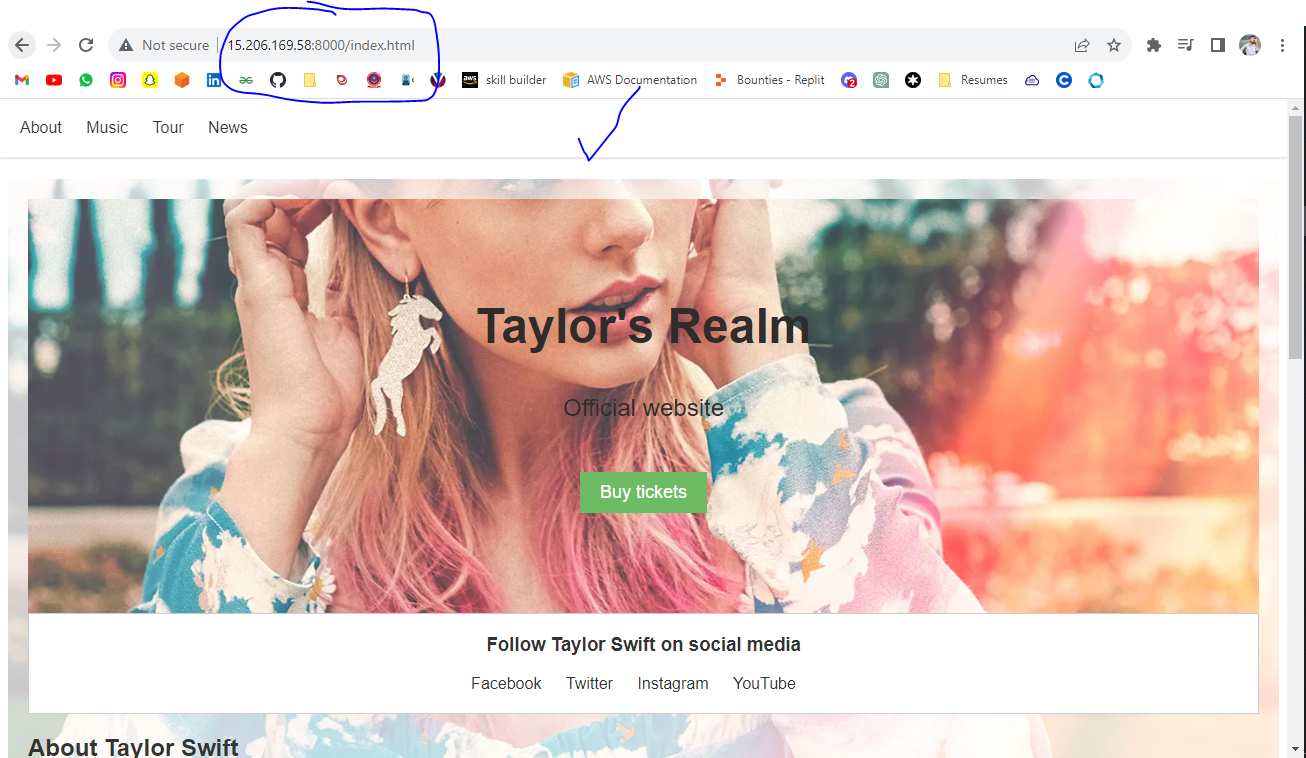 Not secure 15.206.169.58:8000/index.html
aws skill builder AWS Documentation Bounties - Replit 2 Resumes
About Music Tour News
Taylor's Realm
Official website
Buy tickets
Follow Taylor Swift on social media
Facebook Twitter Instagram YouTube
About Taylor Swift